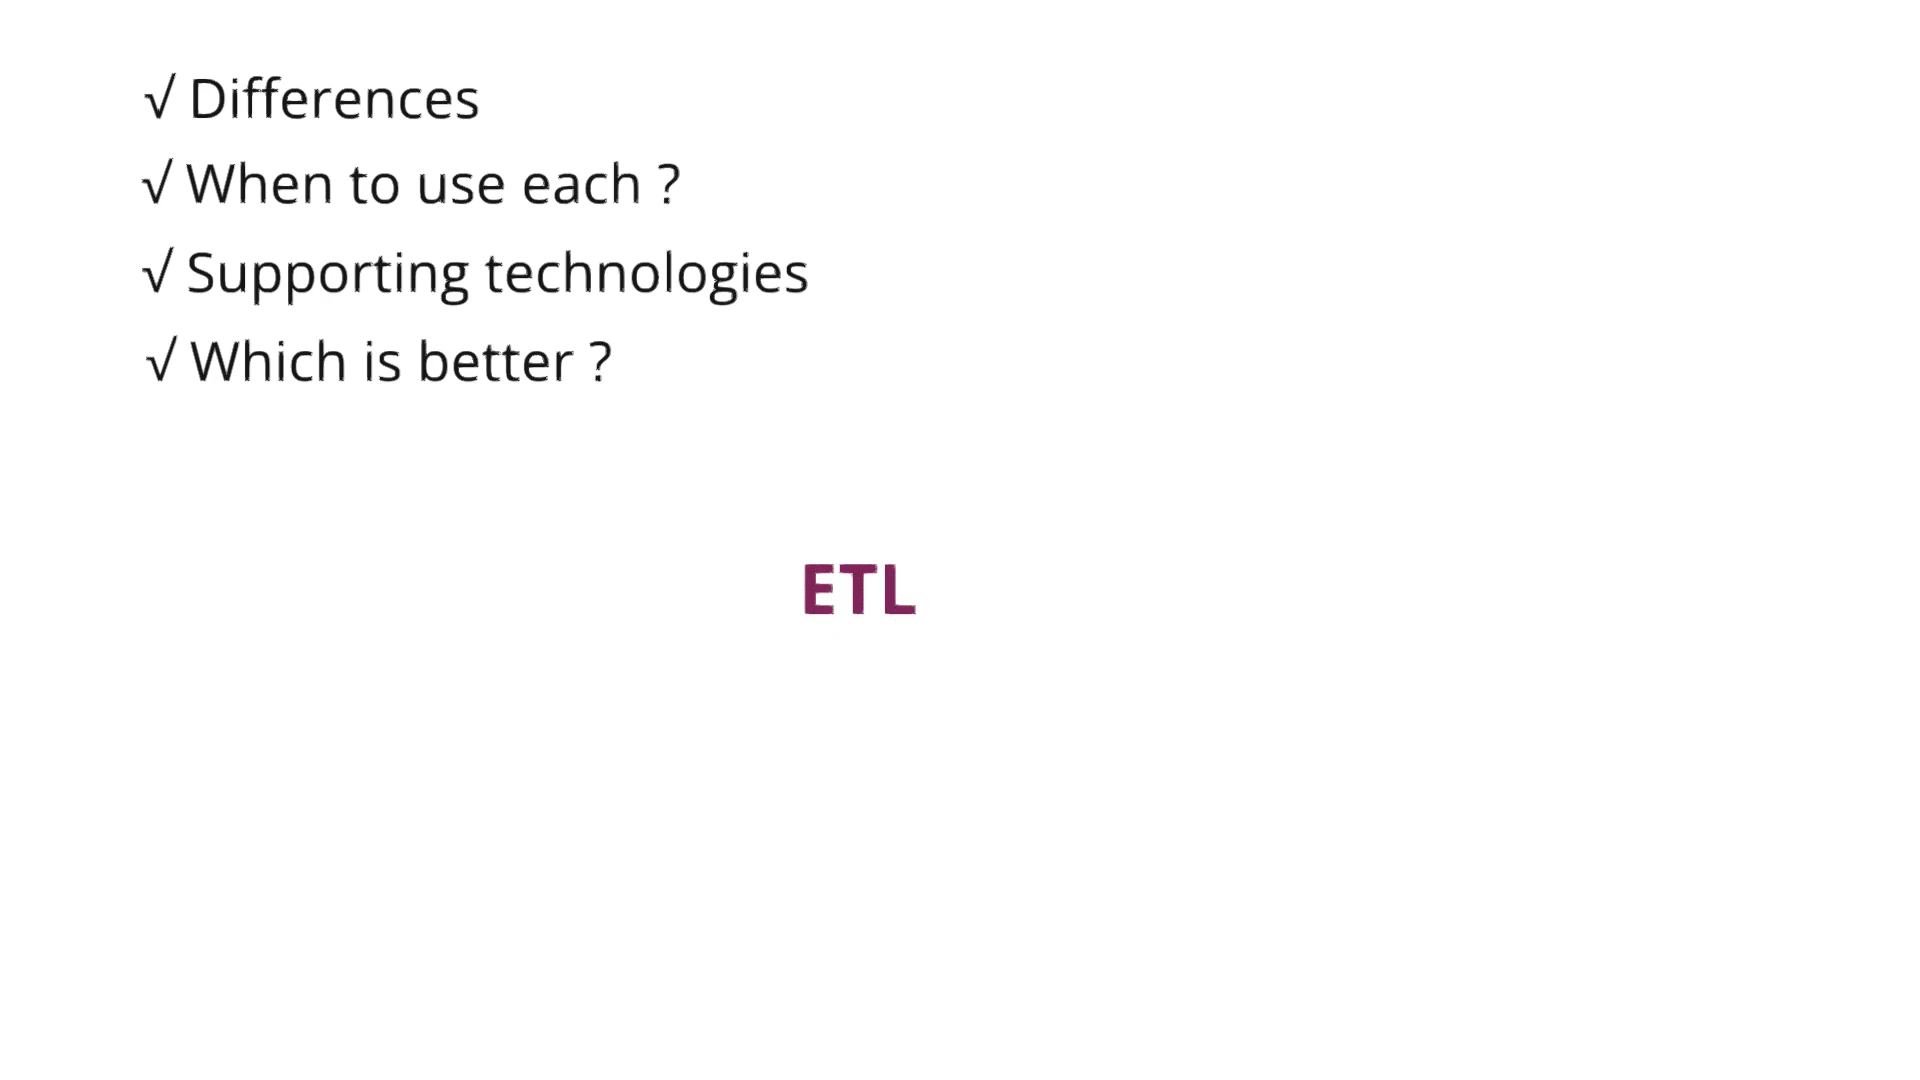 √ Differences
√ When to use each ?
√ Supporting technologies
√ Which is better ?
ETL